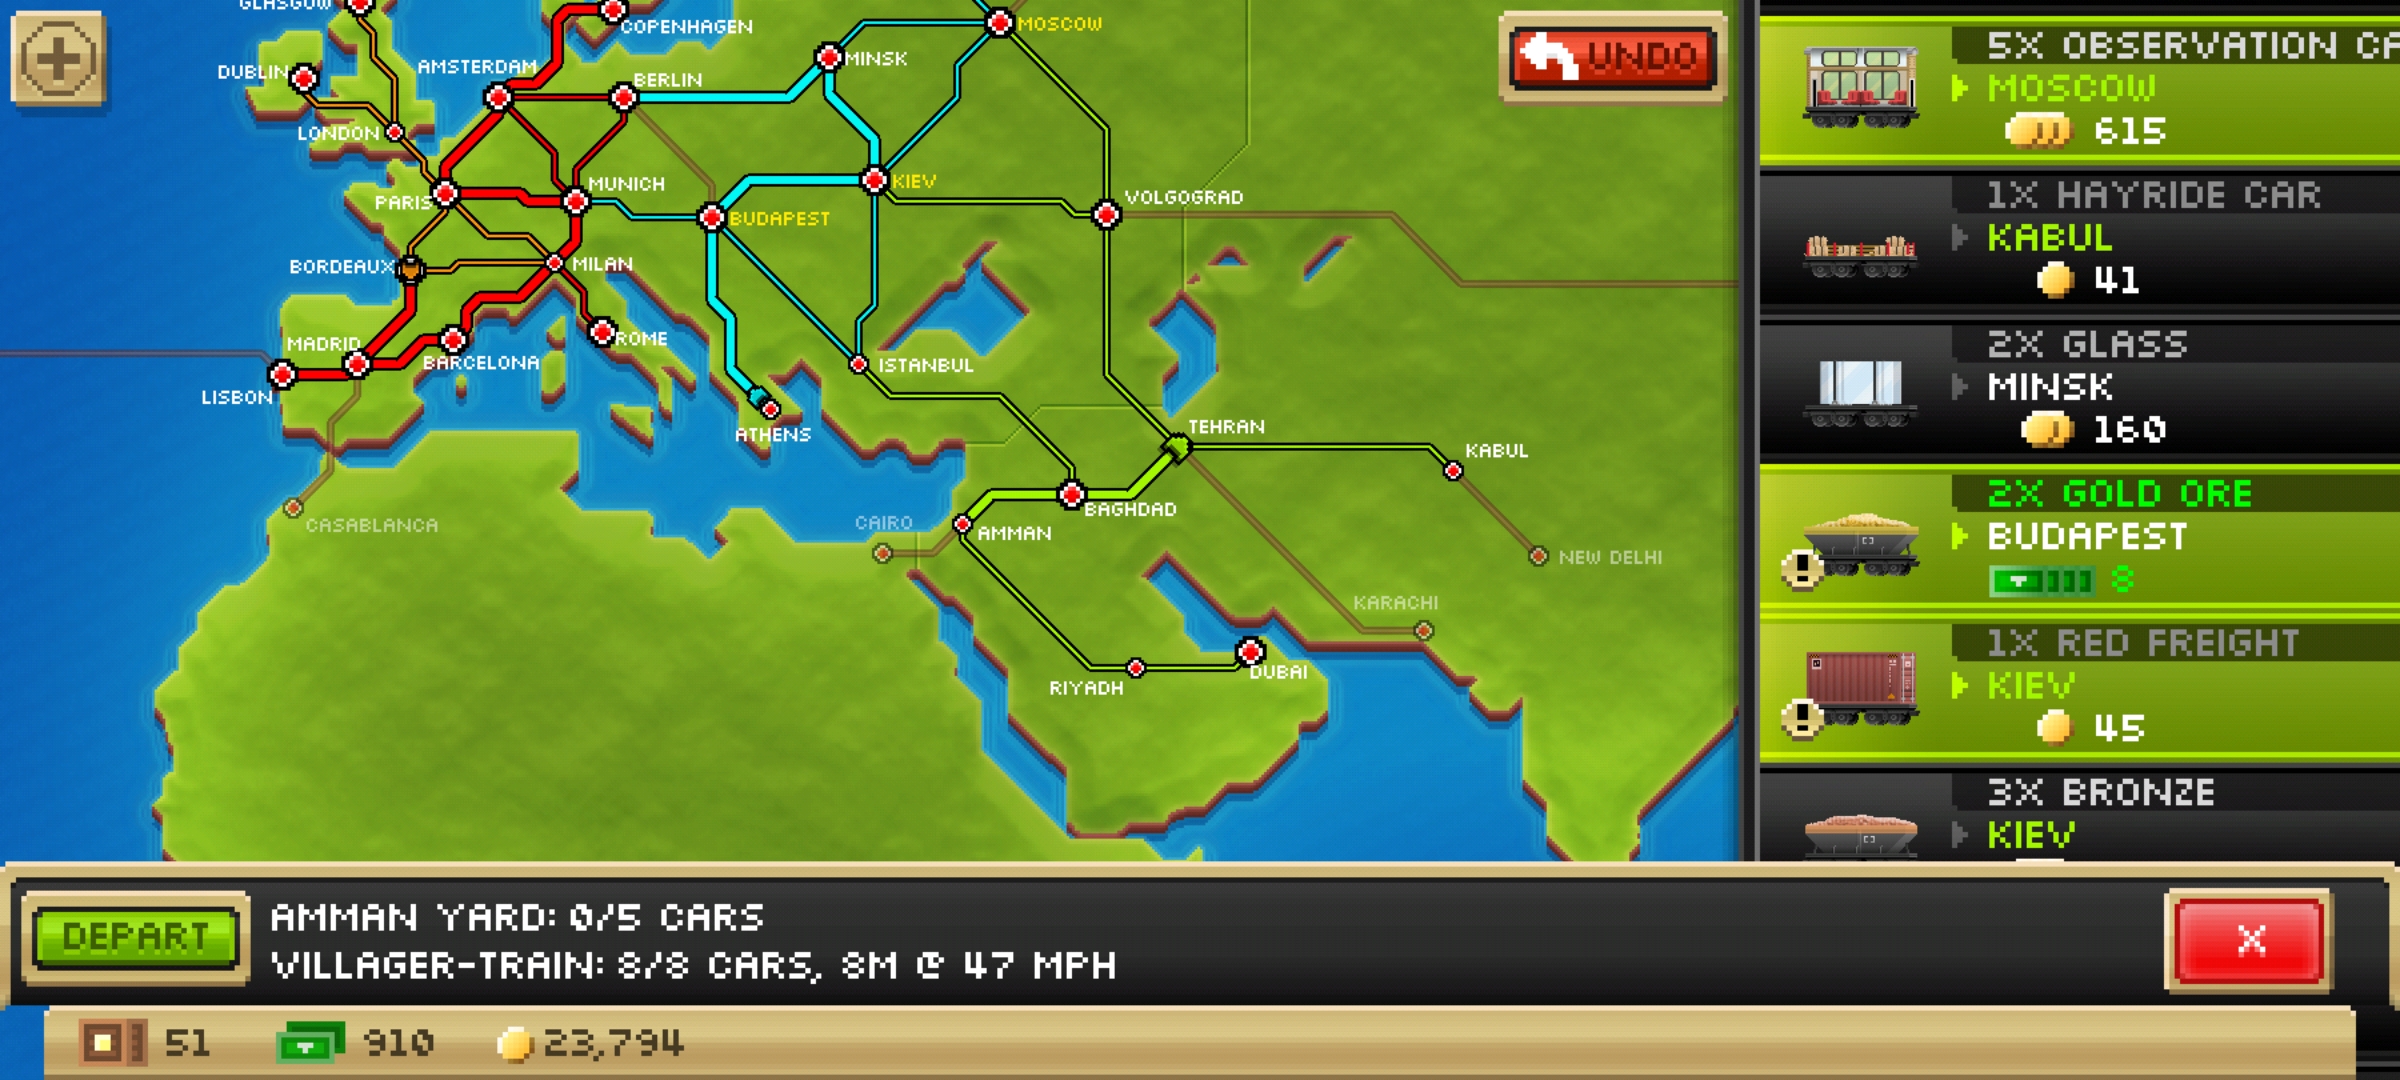 GLASGOW
COPENHAGEN
MOSCOW
DUBLIN
AMSTERDAM
BERLIN
MINSK
LONDON
PARIS
MUNICH
KIEV
BUDAPEST
VOLGOGRAD
BORDEAUX
MILAN
ROME
MADRID
BARCELONA
LISBON
ISTANBUL
ATHENS
TEHRAN
KABUL
BAGHDAD
CASABLANCA
CAIRO
AMMAN
NEW DELHI
KARACHI
RIYADH
DUBAI
UNDO
5X OBSERVATION CA
MOSCOW
615
1X HAYRIDE CAR
KABUL
41
2X GLASS
MINSK
160
2X GOLD ORE
BUDAPEST
8
1X RED FREIGHT
KIEV
45
3X BRONZE
KIEV
DEPART
AMMAN YARD: 0/5 CARS
VILLAGER-TRAIN: 8/8 CARS, 8M @ 47 MPH
X
51
910
23,794